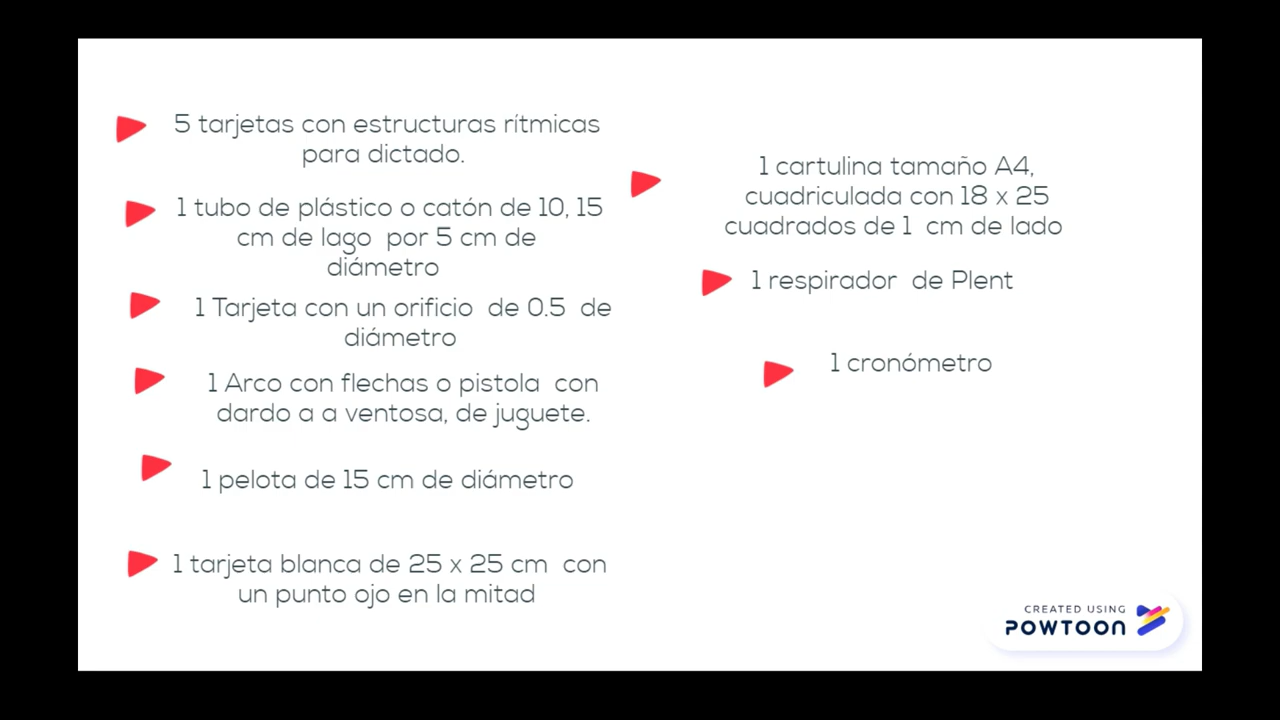 5 tarjetas con estructuras rítmicas
para dictado.
1 tubo de plástico o catón de 10, 15
cm de lago  por 5 cm de
diámetro
1 Tarjeta con un orificio  de 0.5  de
diámetro
1 Arco con flechas o pistola  con
dardo a a ventosa, de juguete.
1 pelota de 15 cm de diámetro
1 tarjeta blanca de 25 x 25 cm  con
un punto ojo en la mitad
1 cartulina tamaño A4,
cuadriculada con 18 x 25
cuadrados de 1  cm de lado
1 respirador  de Plent
1 cronómetro
CREATED USING
POWTOON